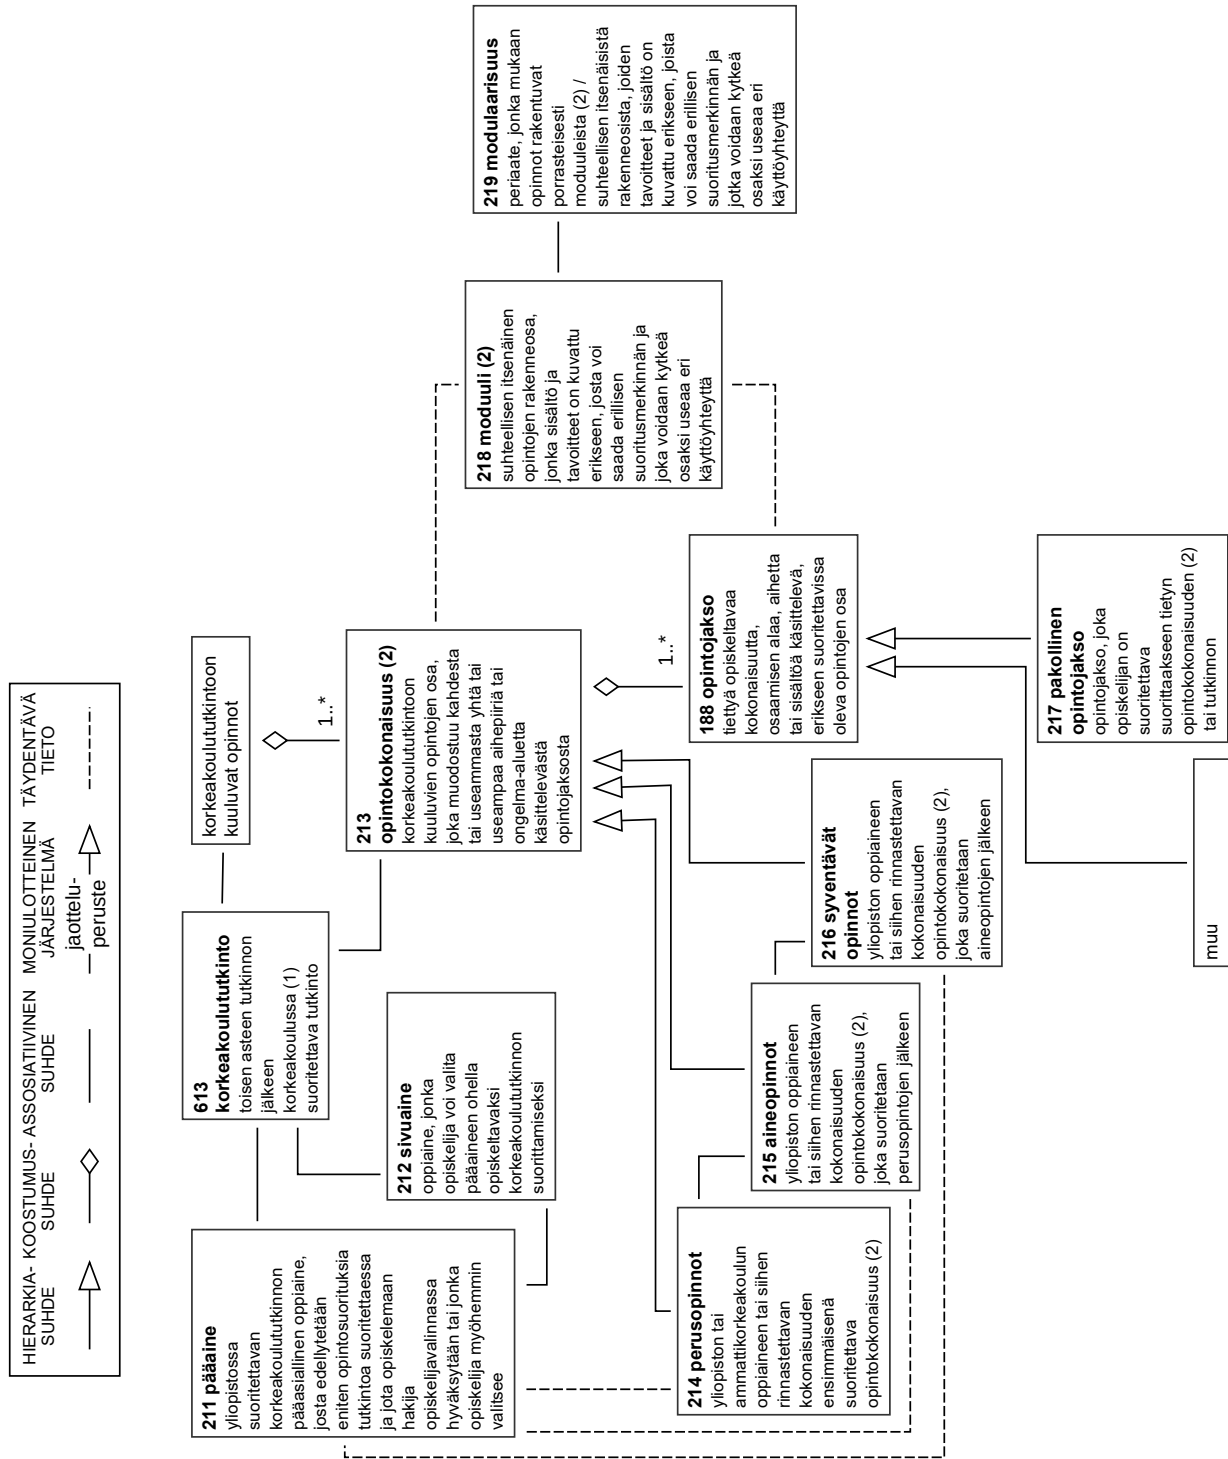 HIERARKIA-
SUHDE
KOOSTUMUS-
SUHDE
ASSOSIATIIVINEN
SUHDE
MONIULOTTEINEN
JÄRJESTELMÄ
jaottelu-
peruste
TÄYDENTÄVÄ
TIETO
211 pääaine
yliopistossa
suoritettavan
korkeakoulututkinnon
pääasiallinen oppiaine,
josta edellytetään
eniten opintosuorituksia
tutkintoa suoritettaessa
ja jota opiskelemaan
hakija
opiskelijavalinnassa
hyväksytään tai jonka
opiskelija myöhemmin
valitsee
613
korkeakoulututkinto
toisen asteen tutkinnon
jälkeen
korkeakoulussa (1)
suoritettava tutkinto
korkeakoulututkintoon
kuuluvat opinnot
1..*
212 sivuaine
oppiaine, jonka
opiskelija voi valita
pääaineen ohella
opiskeltavaksi
korkeakoulututkinnon
suorittamiseksi
213
opintokokonaisuus (2)
korkeakoulututkintoon
kuuluvien opintojen osa,
joka muodostuu kahdesta
tai useammasta yhtä tai
useampaa aihepiiriä tai
ongelma-aluetta
käsittelevästä
opintojaksosta
218 moduuli (2)
suhteellisen itsenäinen
opintojen rakenneosa,
jonka sisältö ja
tavoitteet on kuvattu
erikseen, josta voi
saada erillisen
suoritusmerkinnän ja
joka voidaan kytkeä
osaksi useaa eri
käyttöyhteyttä
219 modulaarisuus
periaate, jonka mukaan
opinnot rakentuvat
porrasteisesti
moduuleista (2) /
suhteellisen itsenäisistä
rakenneosista, joiden
tavoitteet ja sisältö on
kuvattu erikseen, joista
voi saada erillisen
suoritusmerkinnän ja
jotka voidaan kytkeä
osaksi useaa eri
käyttöyhteyttä
1..*
214 perusopinnot
yliopiston tai
ammattikorkeakoulun
oppiaineen tai siihen
rinnastettavan
kokonaisuuden
ensimmäisenä
suoritettava
opintokokonaisuus (2)
215 aineopinnot
yliopiston oppiaineen
tai siihen rinnastettavan
kokonaisuuden
opintokokonaisuus (2),
joka suoritetaan
perusopintojen jälkeen
216 syventävät
opinnot
yliopiston oppiaineen
tai siihen rinnastettavan
kokonaisuuden
opintokokonaisuus (2),
joka suoritetaan
aineopintojen jälkeen
188 opintojakso
tiettyä opiskeltavaa
kokonaisuutta,
osaamisen alaa, aihetta
tai sisältöä käsittelevä,
erikseen suoritettavissa
oleva opintojen osa
217 pakollinen
opintojakso
opintojakso, joka
opiskelijan on
suoritettava
suorittaakseen tietyn
opintokokonaisuuden (2)
tai tutkinnon
muu